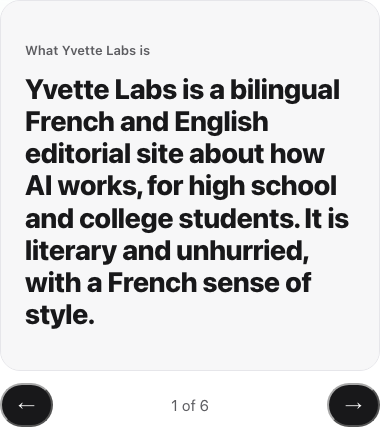 What Yvette Labs is
Yvette Labs is a bilingual
French and English
editorial site about how
AI works, for high school
and college students. It is
literary and unhurried,
with a French sense of
style.
← 1 of 6 →